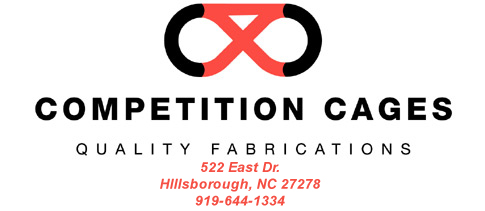 COMPETITION CAGES
QUALITY FABRICATIONS
522 East Dr.
HIllsborough, NC 27278
919-644-1334